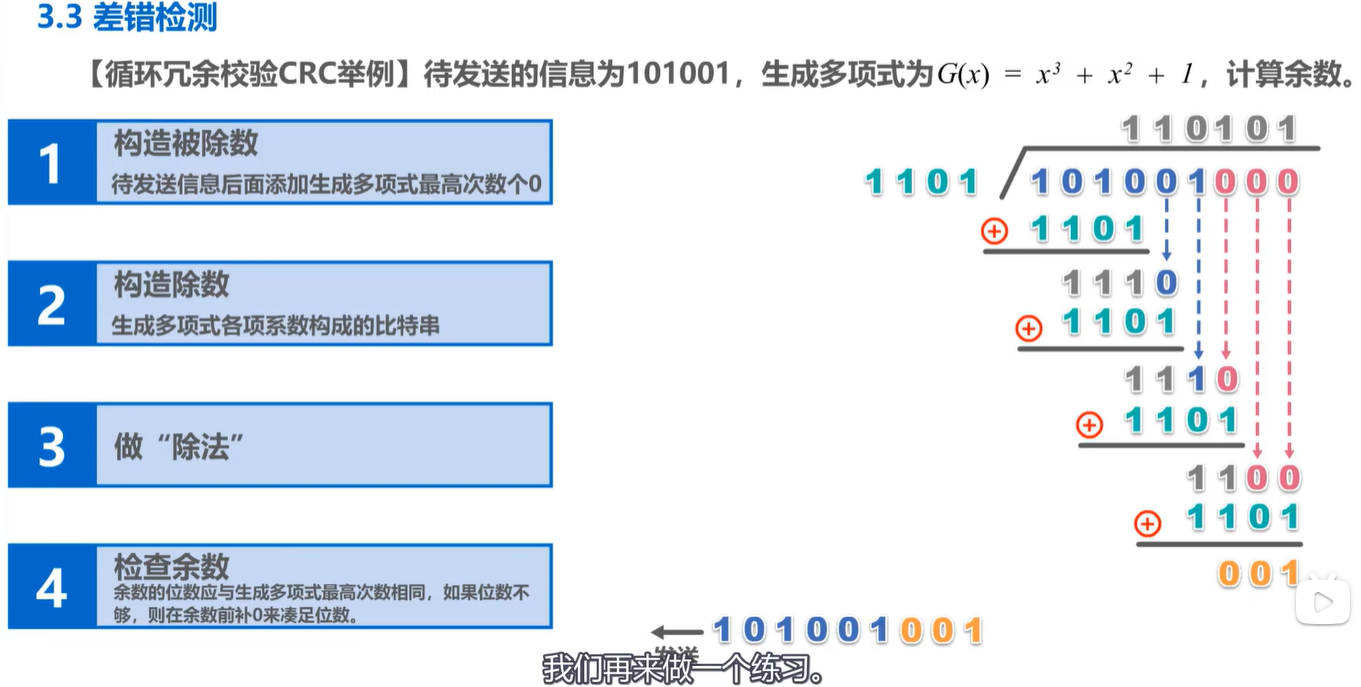 3.3 差错检测
【循环冗余校验CRC举例】待发送的信息为101001，生成多项式为G(x) = x³ + x² + 1，计算余数。
1
构造被除数
待发送信息后面添加生成多项式最高次数个0
2
构造除数
生成多项式各项系数构成的比特串
3
做“除法”
4
检查余数
余数的位数应与生成多项式最高次数相同，如果位数不
够，则在余数前补0来凑足位数。
110101
1101 101001000
⊕ 1101
1110
⊕ 1101
1110
⊕ 1101
1100
⊕ 1101
001
← 101001001
发送
我们再来做一个练习。